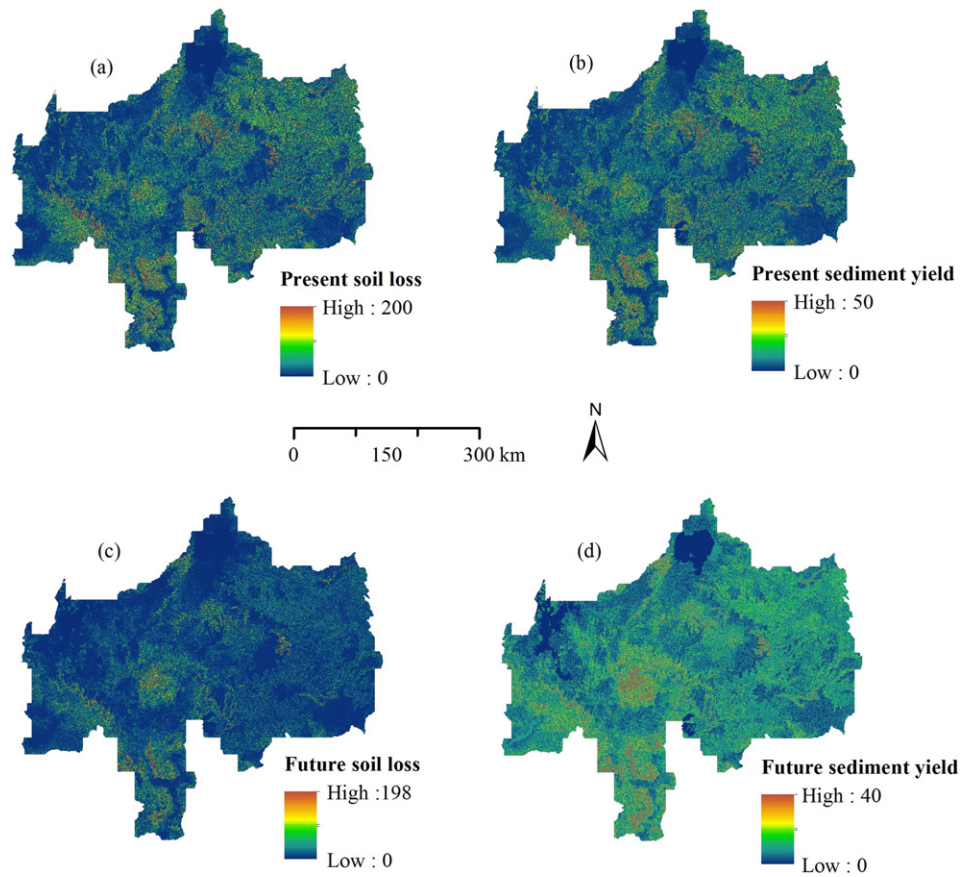 (a)
(b)
Present soil loss
High : 200
Low : 0
Present sediment yield
High : 50
Low : 0
N
0 150 300 km
(c)
(d)
Future soil loss
High :198
Low : 0
Future sediment yield
High : 40
Low : 0